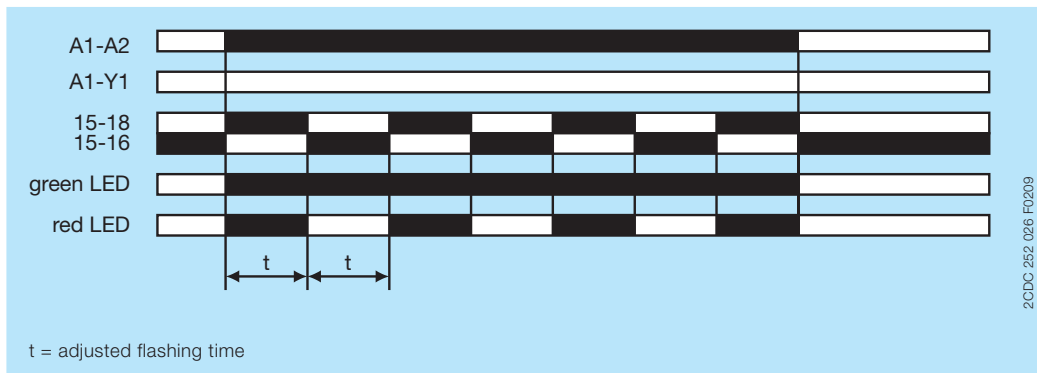 A1-A2
A1-Y1
15-18
15-16
green LED
red LED
t t
t = adjusted flashing time
2CDC 252 026 F0209